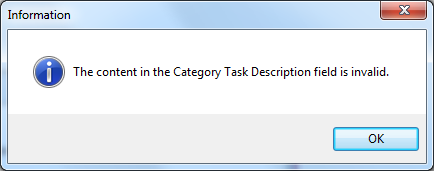 Information
The content in the Category Task Description field is invalid.
OK